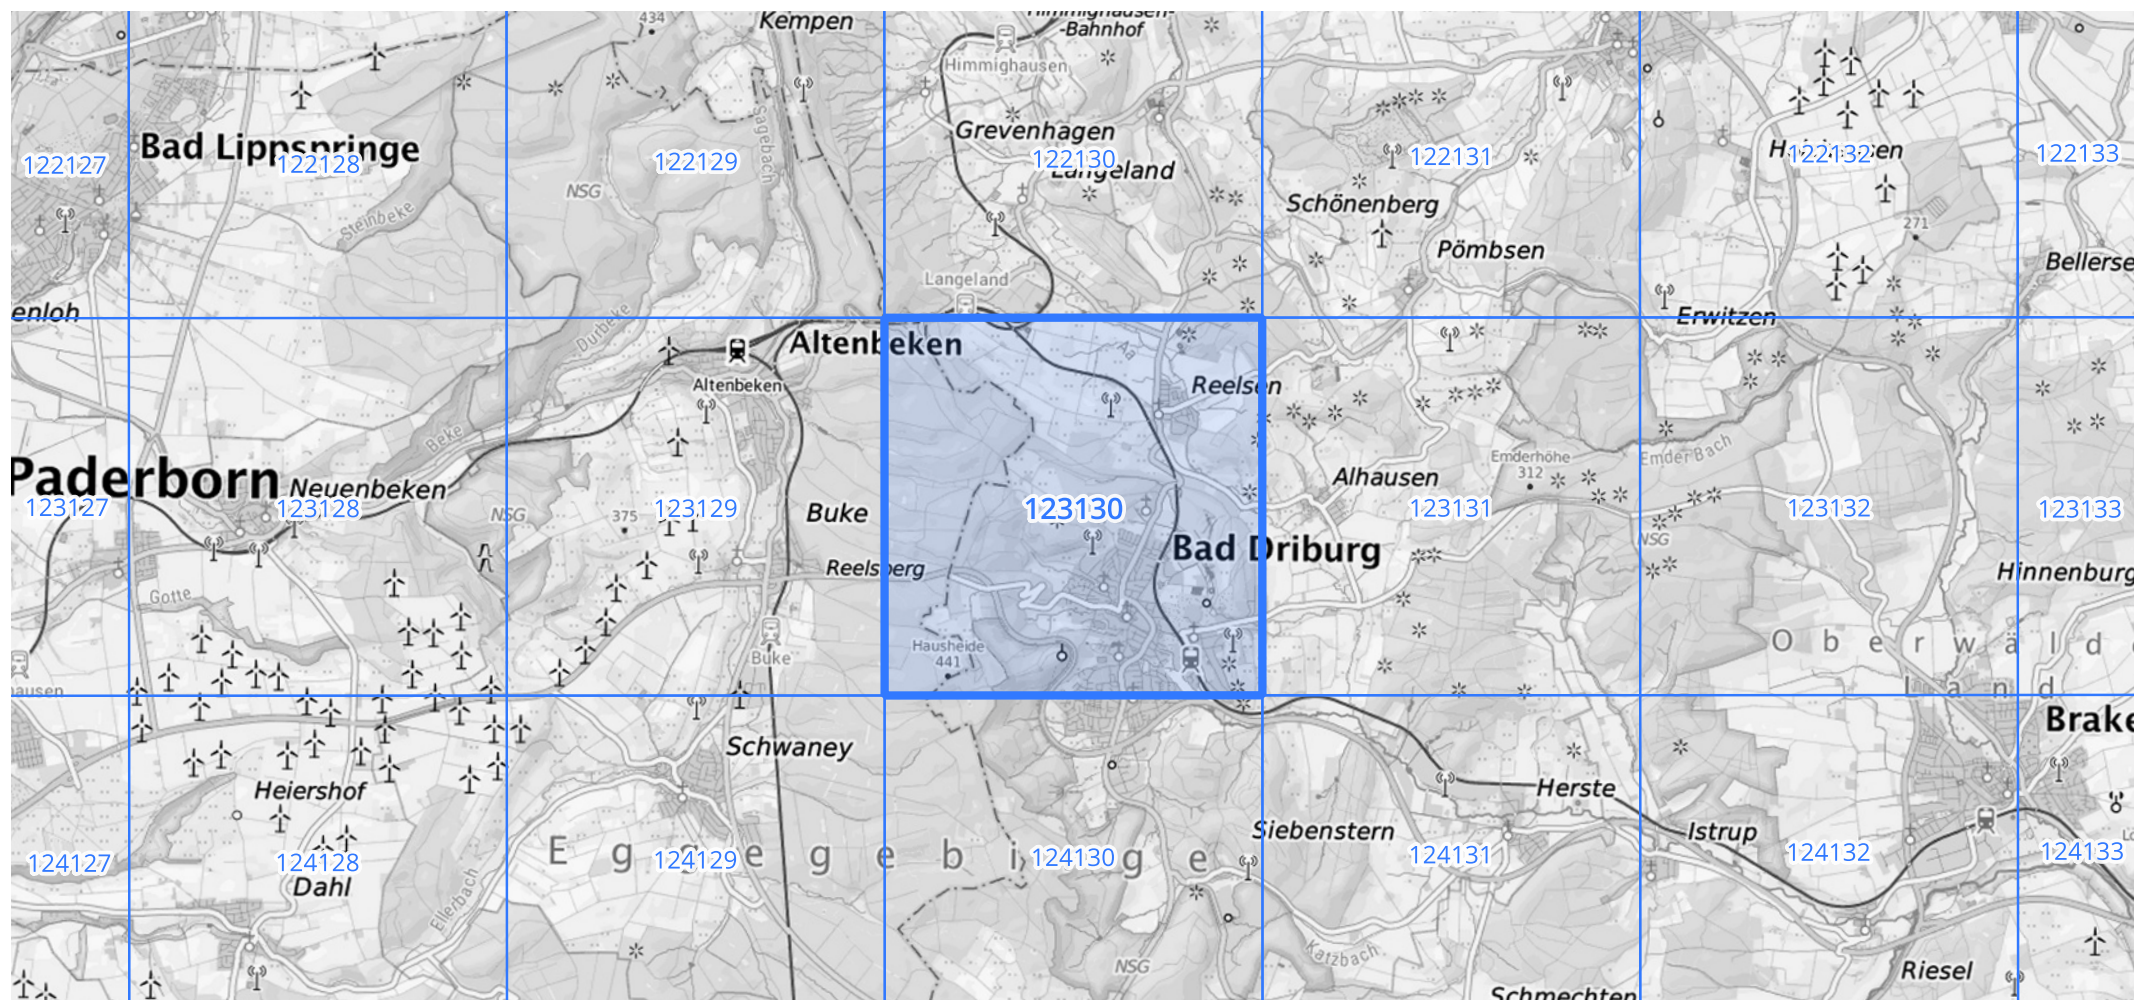 434
Kempen
Himmighausen-
-Bahnhof
Himmighausen
Sagebach
Grevenhagen
Bad Lippspringe
122127
122128
122129
122130
Langeland
122131
122132
122133
NSG
Steinbeke
Schönenberg
271
Pömbsen
Langeland
Bellerse
enloh
Durbeke
Erwitzen
Altenbeken
Aa
Altenbeken
Reelsen
Beke
Emder Bach
Emderhöhe
312
Paderborn
Neuenbeken
Alhausen
123127
123128
NSG
375
123129
Buke
123130
123131
123132
123133
NSG
Bad Driburg
Reelsberg
Hinnenburg
Gotte
Hausheide
441
Buke
Oberwälde
Land
Brake
Schwaney
Heiershof
Herste
Siebenstern
Istrup
Eggegebirge
124127
124128
124129
124130
124131
124132
124133
Dahl
Ellerbach
Katzbach
NSG
Riesel
Schmechten